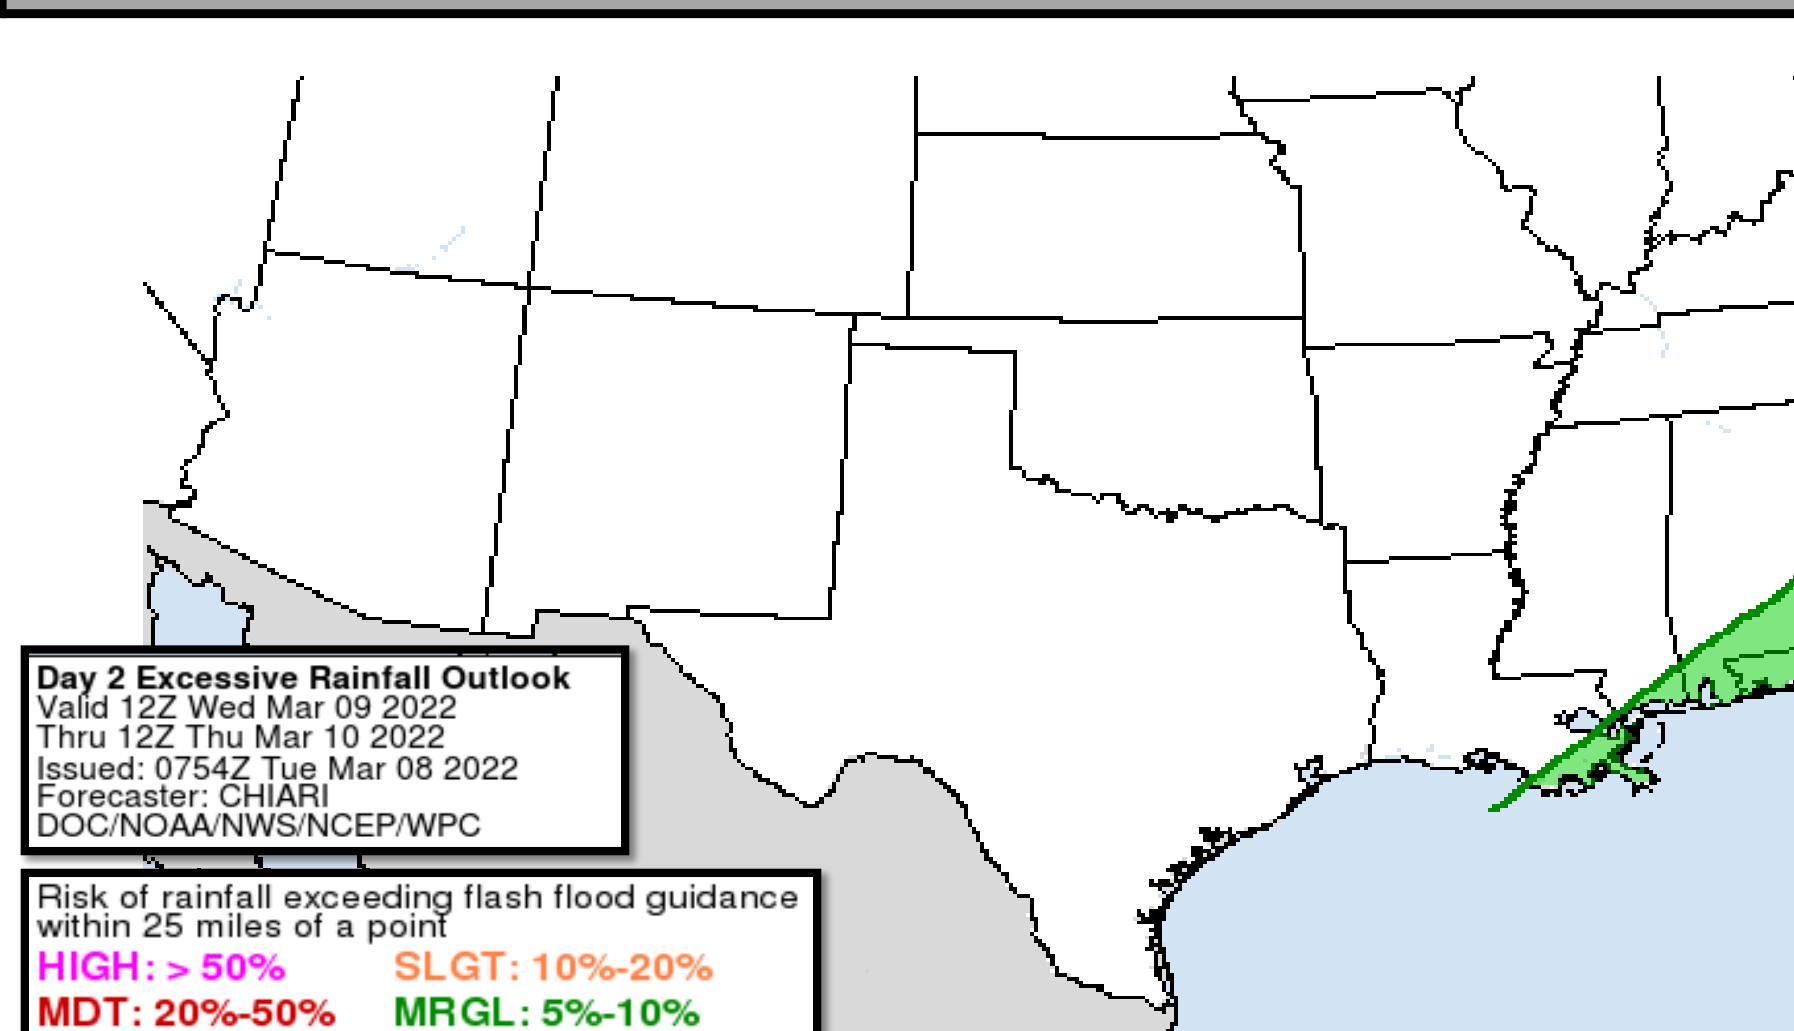 Day 2 Excessive Rainfall Outlook
Valid 12Z Wed Mar 09 2022
Thru 12Z Thu Mar 10 2022
Issued: 0754Z Tue Mar 08 2022
Forecaster: CHIARI
DOC/NOAA/NWS/NCEP/WPC
Risk of rainfall exceeding flash flood guidance
within 25 miles of a point
HIGH: > 50% SLGT: 10%-20%
MDT: 20%-50% MRGL: 5%-10%